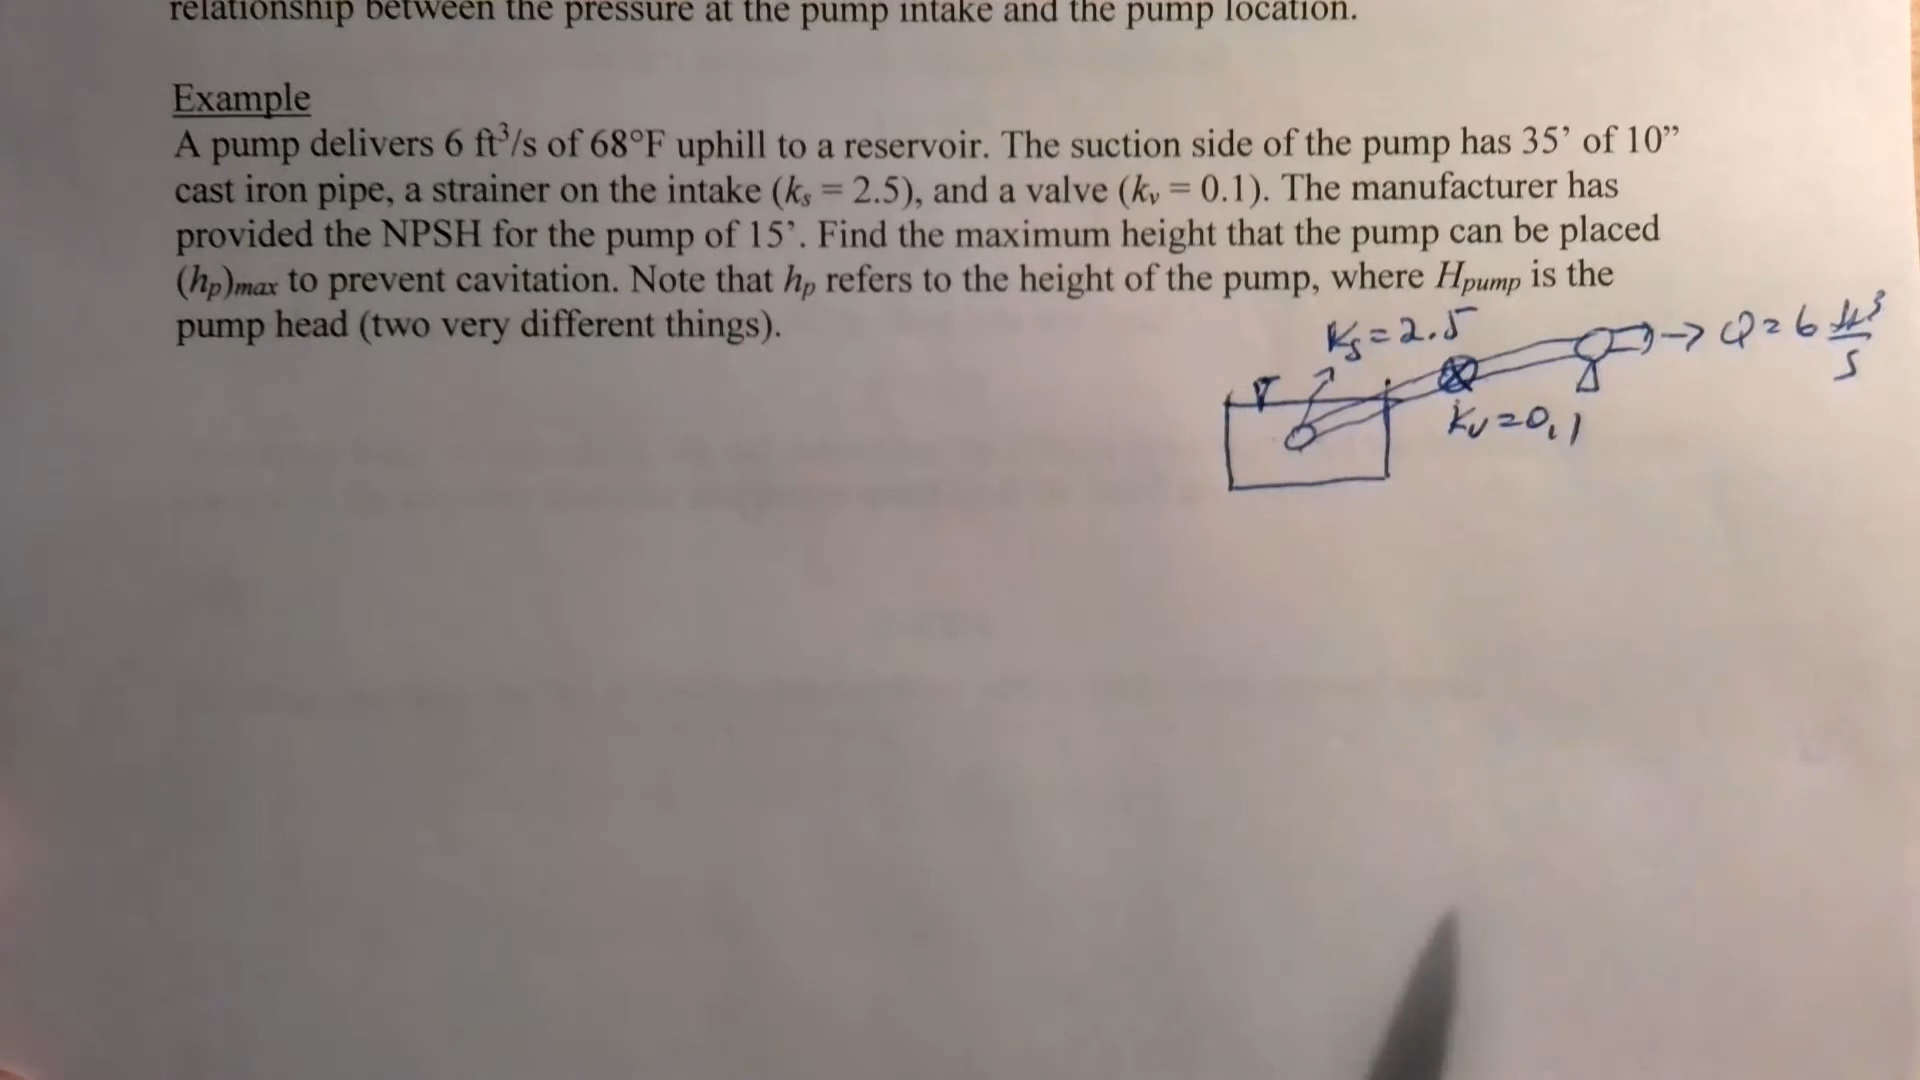 relationship between the pressure at the pump intake and the pump location.
Example
A pump delivers 6 ft³/s of 68°F uphill to a reservoir. The suction side of the pump has 35’ of 10”
cast iron pipe, a strainer on the intake (kₛ = 2.5), and a valve (kᵥ = 0.1). The manufacturer has
provided the NPSH for the pump of 15’. Find the maximum height that the pump can be placed
(hₚ)max to prevent cavitation. Note that hₚ refers to the height of the pump, where Hpump is the
pump head (two very different things).
Kₛ=2.5
→ Q=6 ft³/s
Kᵥ=0.1